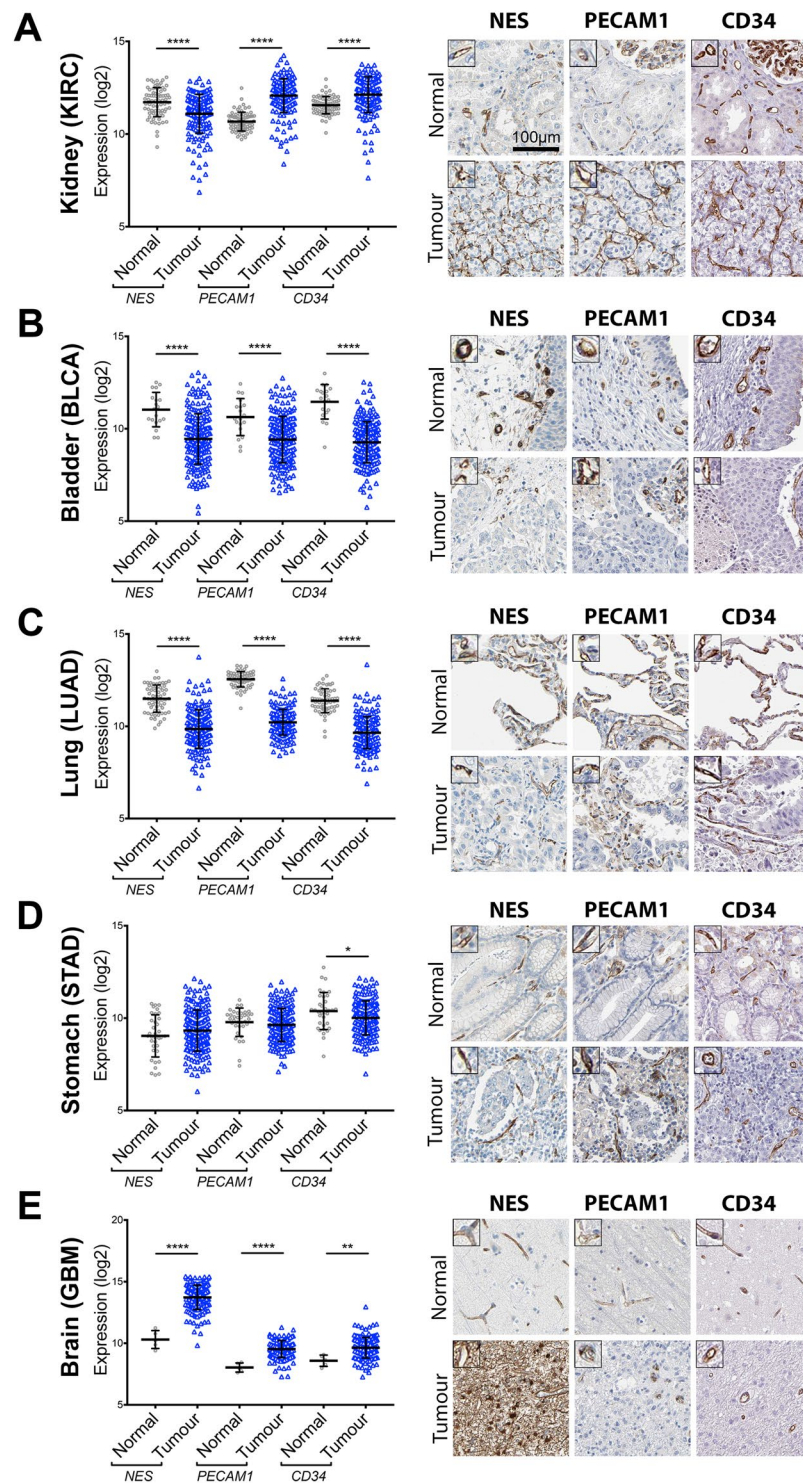 A
Kidney (KIRC)
Expression (log2)
15
10
5
**** **** ****
Normal Tumour Normal Tumour Normal Tumour
NES PECAM1 CD34
NES PECAM1 CD34
Normal
100μm
Tumour
B
Bladder (BLCA)
Expression (log2)
15
10
5
**** **** ****
Normal Tumour Normal Tumour Normal Tumour
NES PECAM1 CD34
NES PECAM1 CD34
Normal
Tumour
C
Lung (LUAD)
Expression (log2)
15
10
5
**** **** ****
Normal Tumour Normal Tumour Normal Tumour
NES PECAM1 CD34
NES PECAM1 CD34
Normal
Tumour
D
Stomach (STAD)
Expression (log2)
15
10
5
*
Normal Tumour Normal Tumour Normal Tumour
NES PECAM1 CD34
NES PECAM1 CD34
Normal
Tumour
E
Brain (GBM)
Expression (log2)
20
15
10
5
**** **** **
Normal Tumour Normal Tumour Normal Tumour
NES PECAM1 CD34
NES PECAM1 CD34
Normal
Tumour